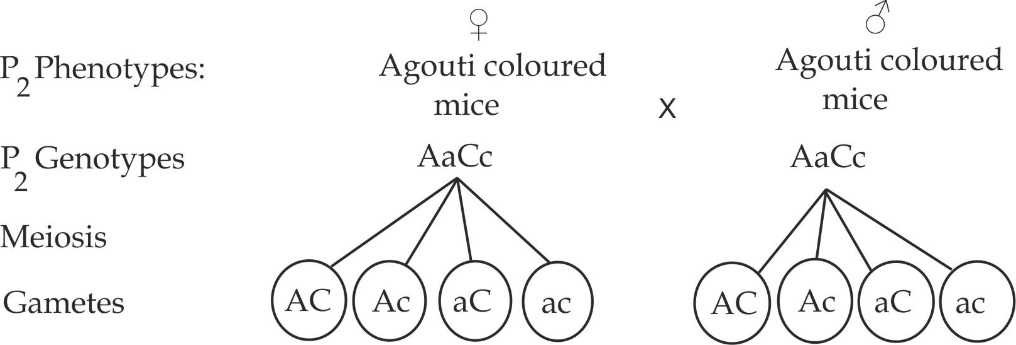 ♀ ♂
P2 Phenotypes: Agouti coloured mice X Agouti coloured mice
P2 Genotypes AaCc AaCc
Meiosis
Gametes AC Ac aC ac AC Ac aC ac